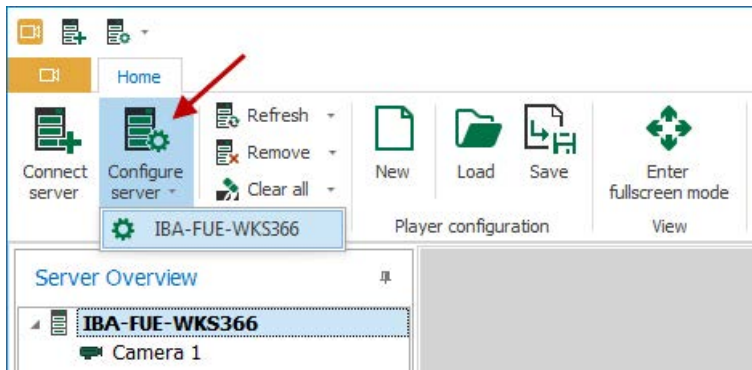 Home
Connect
server
Configure
server
Refresh
Remove
Clear all
New
Load
Save
Enter
fullscreen mode
IBA-FUE-WKS366
Player configuration
View
Server Overview
IBA-FUE-WKS366
Camera 1